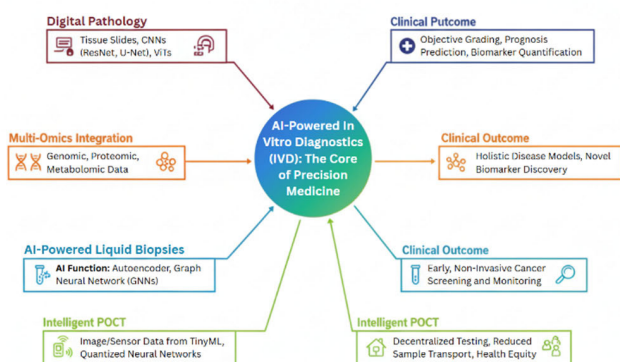 Digital Pathology
Tissue Slides, CNNs
(ResNet, U-Net), ViTs
Clinical Putcome
Objective Grading, Prognosis
Prediction, Biomarker Quantification
AI-Powered In
Vitro Diagnostics
(IVD): The Core
of Precision
Medicine
Multi-Omics Integration
Genomic, Proteomic,
Metabolomic Data
Clinical Outcome
Holistic Disease Models, Novel
Biomarker Discovery
AI-Powered Liquid Biopsies
AI Function: Autoencoder, Graph
Neural Network (GNNs)
Clinical Outcome
Early, Non-Invasive Cancer
Screening and Monitoring
Intelligent POCT
Image/Sensor Data from TinyML,
Quantized Neural Networks
Intelligent POCT
Decentralized Testing, Reduced
Sample Transport, Health Equity